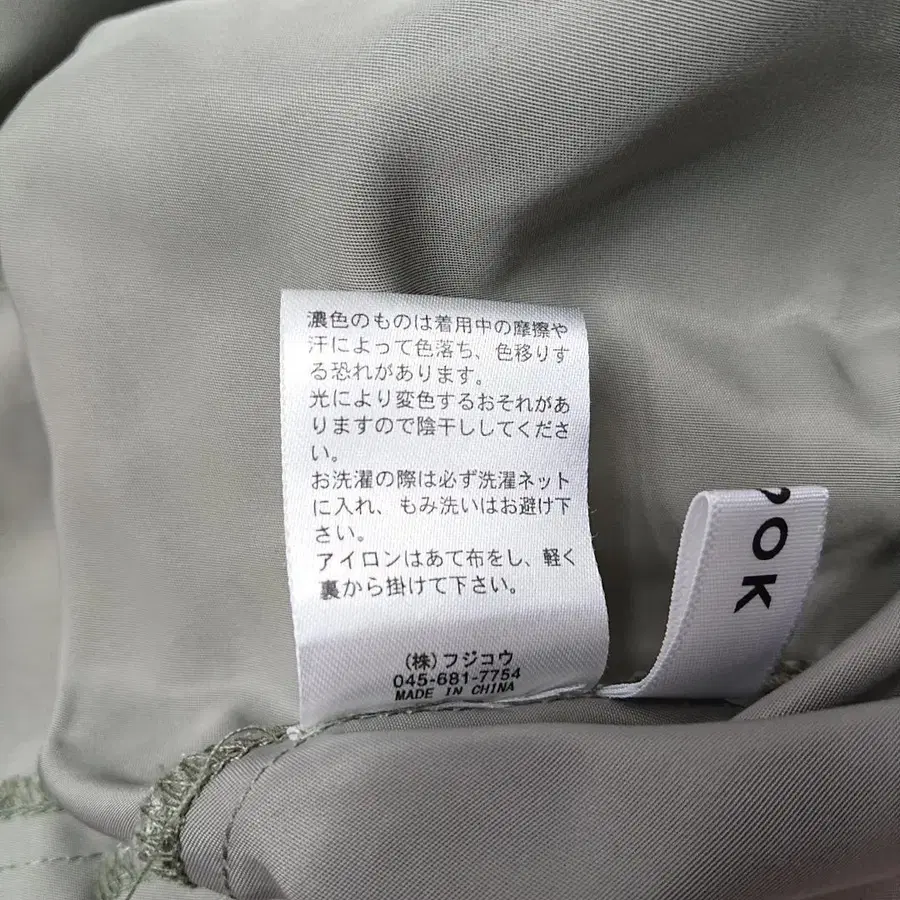 濃色のものは着用中の摩擦や
汗によって色落ち、色移りす
る恐れがあります。
光により変色するおそれがあ
りますので陰干ししてくださ
い。
お洗濯の際は必ず洗濯ネット
に入れ、もみ洗いはお避け下
さい。
アイロンはあて布をし、軽く
裏から掛けて下さい。
(株)フジコウ
045-681-7754
MADE IN CHINA
OK